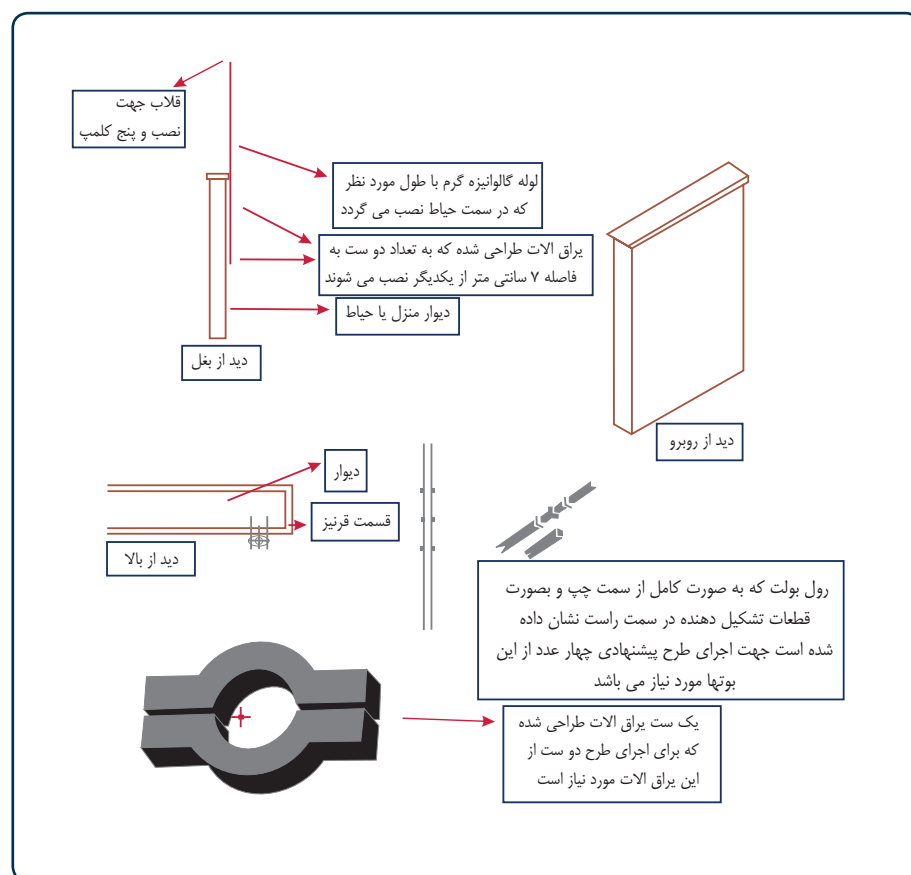 قلاب جهت
نصب و پنج کلمپ
لوله گالوانیزه گرم با طول مورد نظر
که در سمت حیاط نصب می گردد
یراق الات طراحی شده که به تعداد دو ست به
فاصله ۷ سانتی متر از یکدیگر نصب می شوند
دیوار منزل یا حیاط
دید از بغل
دید از روبرو
دیوار
قسمت قرنیز
دید از بالا
رول بولت که به صورت کامل از سمت چپ و بصورت
قطعات تشکیل دهنده در سمت راست نشان داده
شده است جهت اجرای طرح پیشنهادی چهار عدد از این
بوتها مورد نیاز می باشد
یک ست یراق الات طراحی شده
که برای اجرای طرح دو ست از
این یراق الات مورد نیاز است